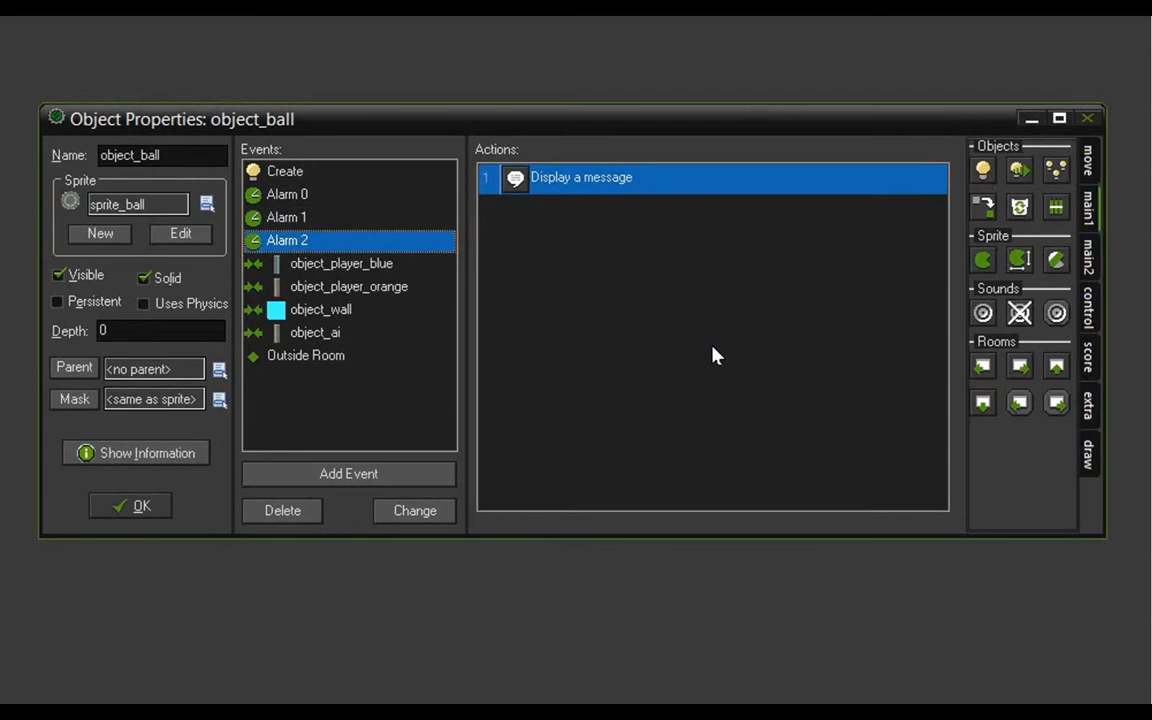 Object Properties: object_ball
Name: object_ball
Sprite
sprite_ball
New Edit
Visible Solid
Persistent Uses Physics
Depth: 0
Parent <no parent>
Mask <same as sprite>
Show Information
OK
Events:
Create
Alarm 0
Alarm 1
Alarm 2
object_player_blue
object_player_orange
object_wall
object_ai
Outside Room
Add Event
Delete Change
Actions:
1 Display a message
Objects
Sprite
Sounds
Rooms
move
main1
main2
control
score
extra
draw